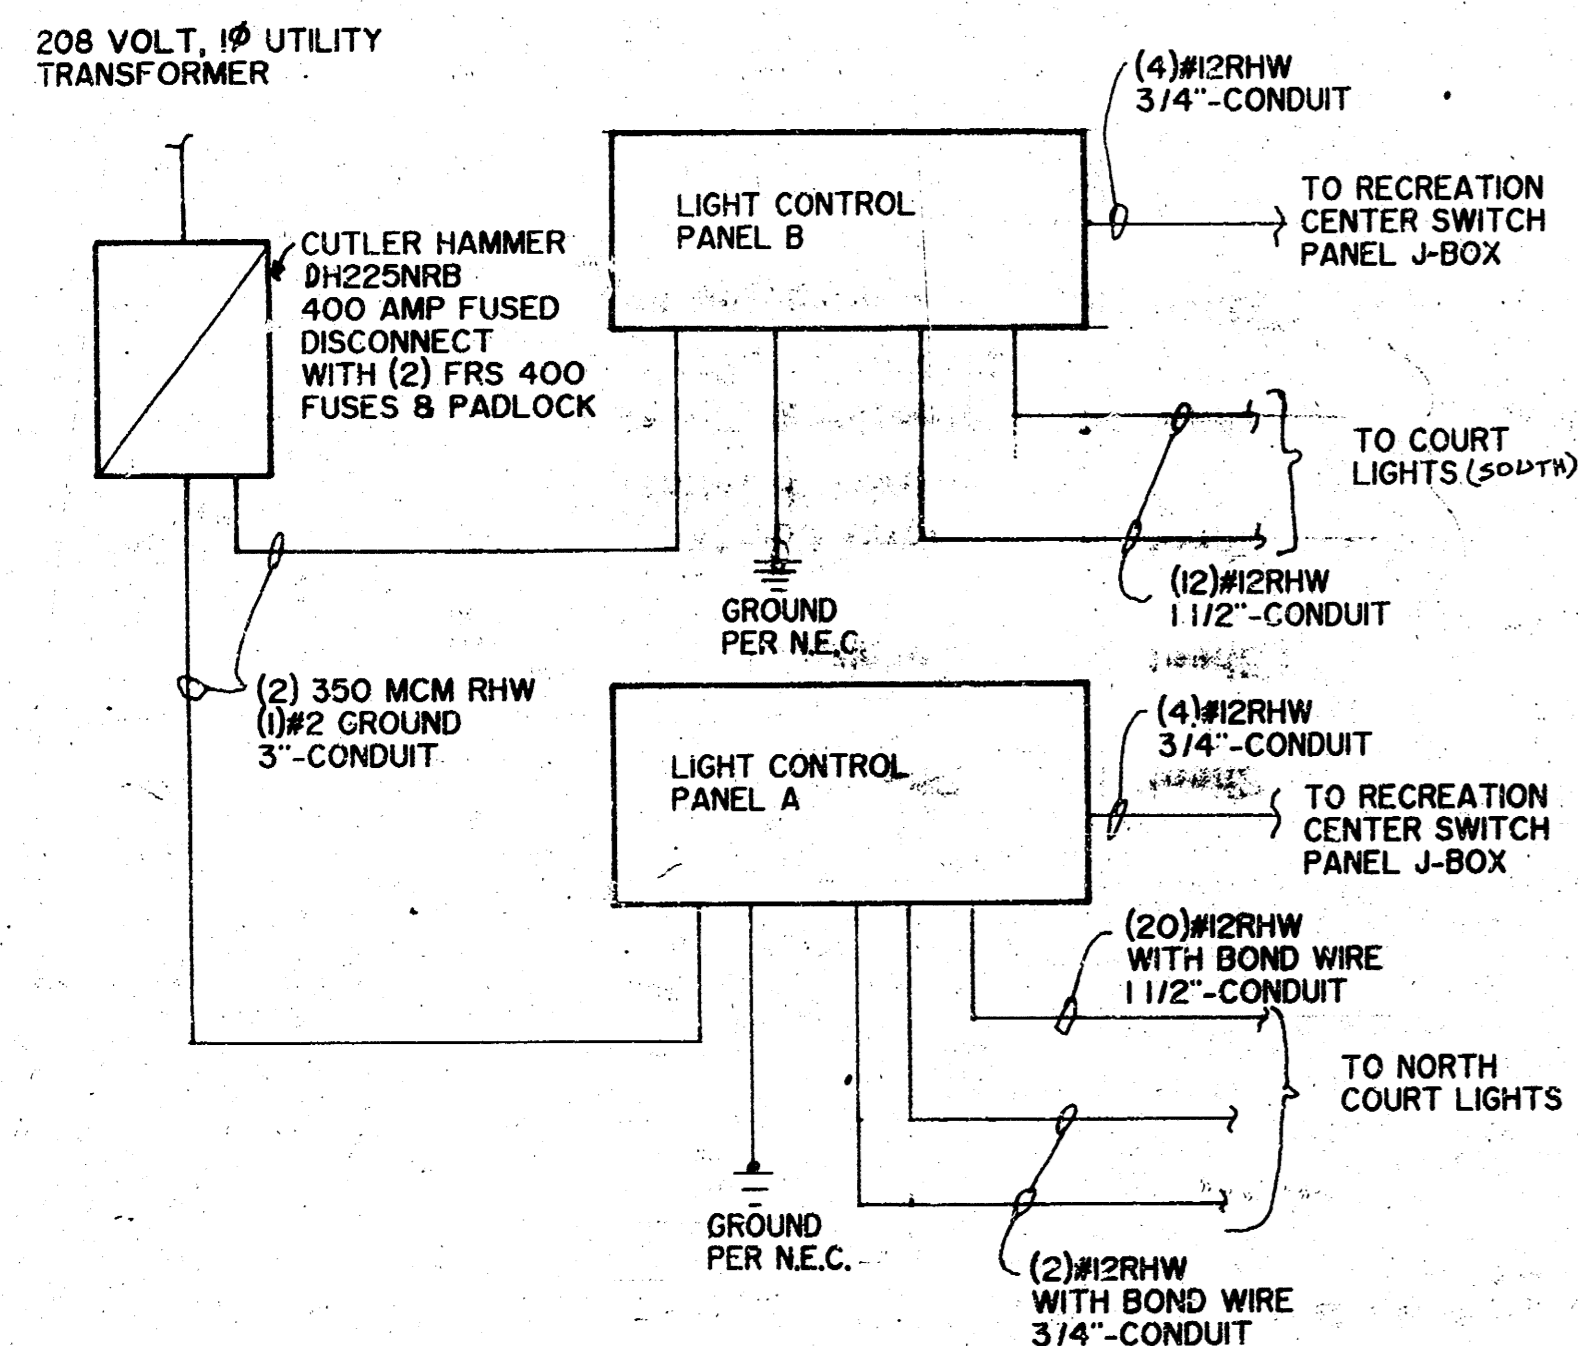 208 VOLT, 1Ø UTILITY
TRANSFORMER
CUTLER HAMMER
DH225NRB
400 AMP FUSED
DISCONNECT
WITH (2) FRS 400
FUSES & PADLOCK
LIGHT CONTROL
PANEL B
(4)#12RHW
3/4"-CONDUIT
TO RECREATION
CENTER SWITCH
PANEL J-BOX
TO COURT
LIGHTS (SOUTH)
(12)#12RHW
1 1/2"-CONDUIT
GROUND
PER N.E.C.
(2) 350 MCM RHW
(1)#2 GROUND
3"-CONDUIT
LIGHT CONTROL
PANEL A
(4)#12RHW
3/4"-CONDUIT
TO RECREATION
CENTER SWITCH
PANEL J-BOX
(20)#12RHW
WITH BOND WIRE
1 1/2"-CONDUIT
TO NORTH
COURT LIGHTS
GROUND
PER N.E.C.
(2)#12RHW
WITH BOND WIRE
3/4"-CONDUIT